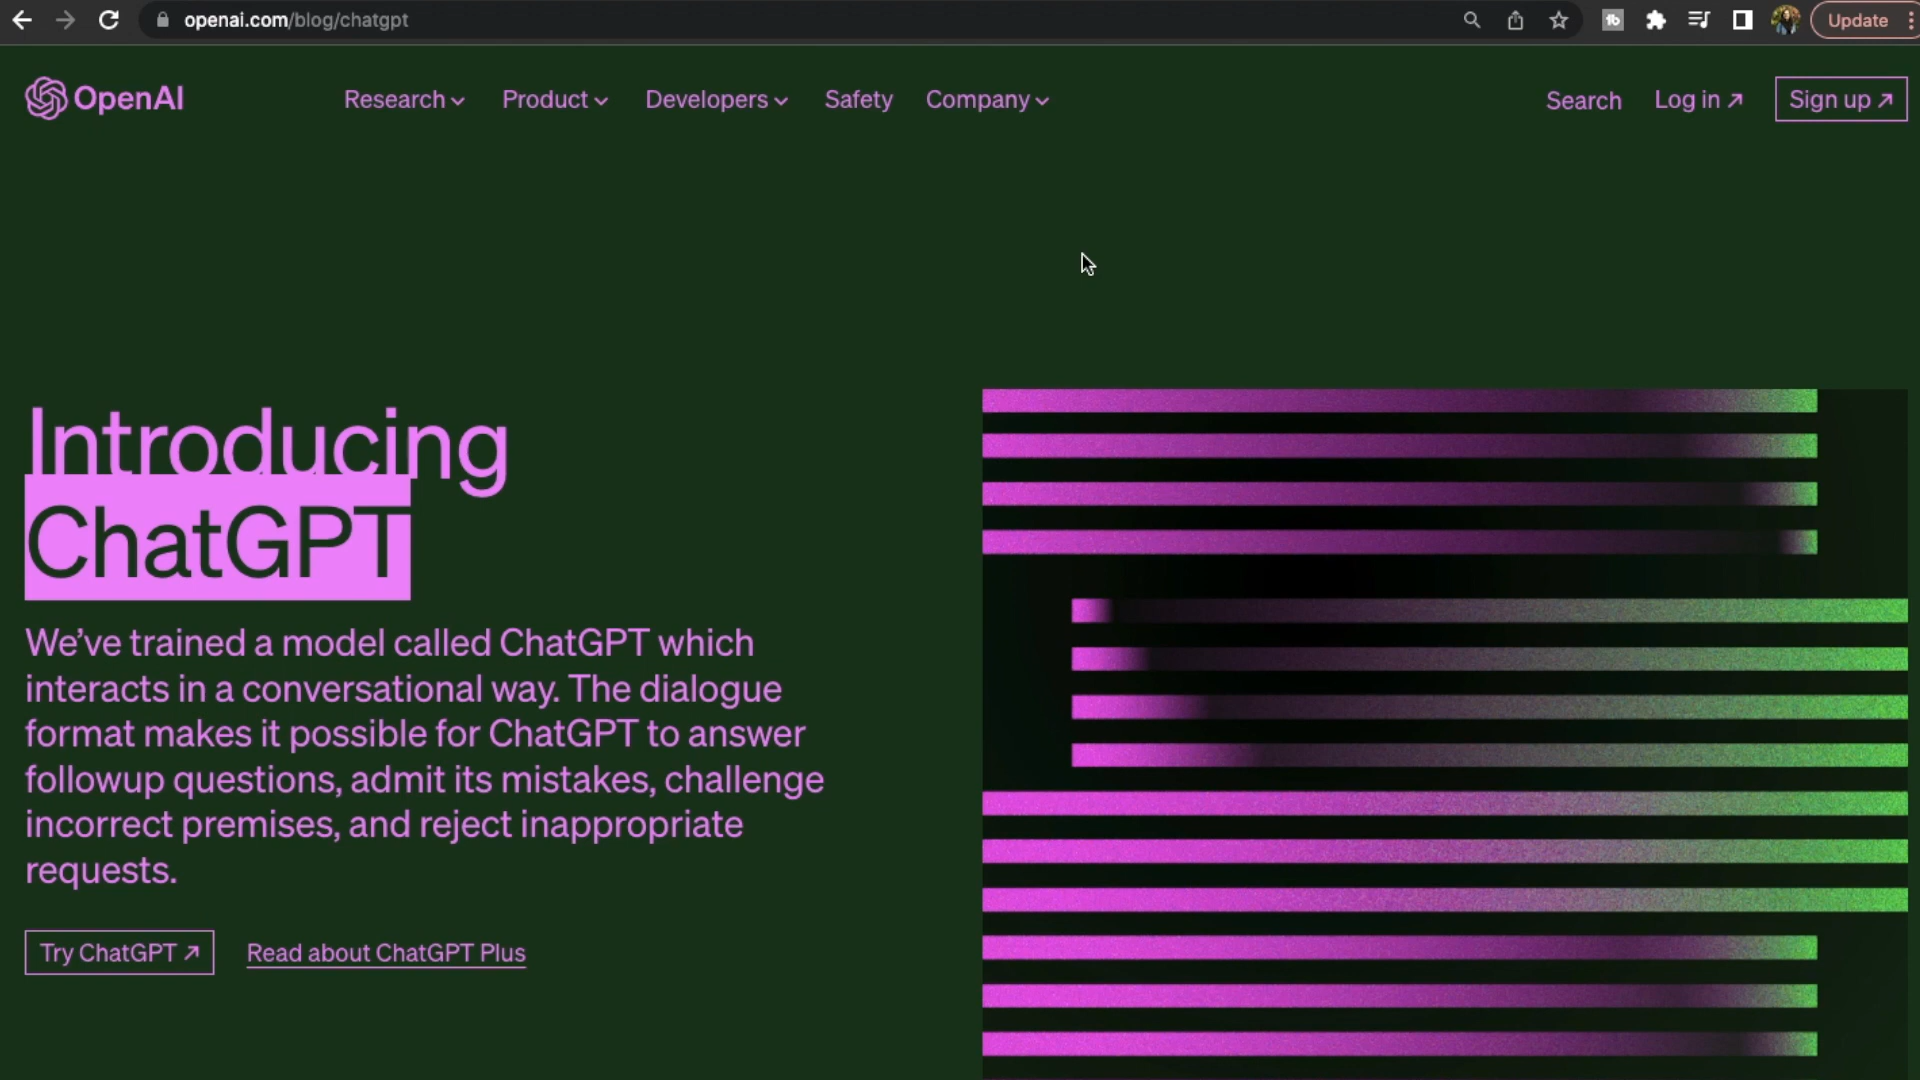 openai.com/blog/chatgpt
Update
OpenAI
Research
Product
Developers
Safety
Company
Search
Log in
Sign up
Introducing
ChatGPT
We’ve trained a model called ChatGPT which
interacts in a conversational way. The dialogue
format makes it possible for ChatGPT to answer
followup questions, admit its mistakes, challenge
incorrect premises, and reject inappropriate
requests.
Try ChatGPT
Read about ChatGPT Plus